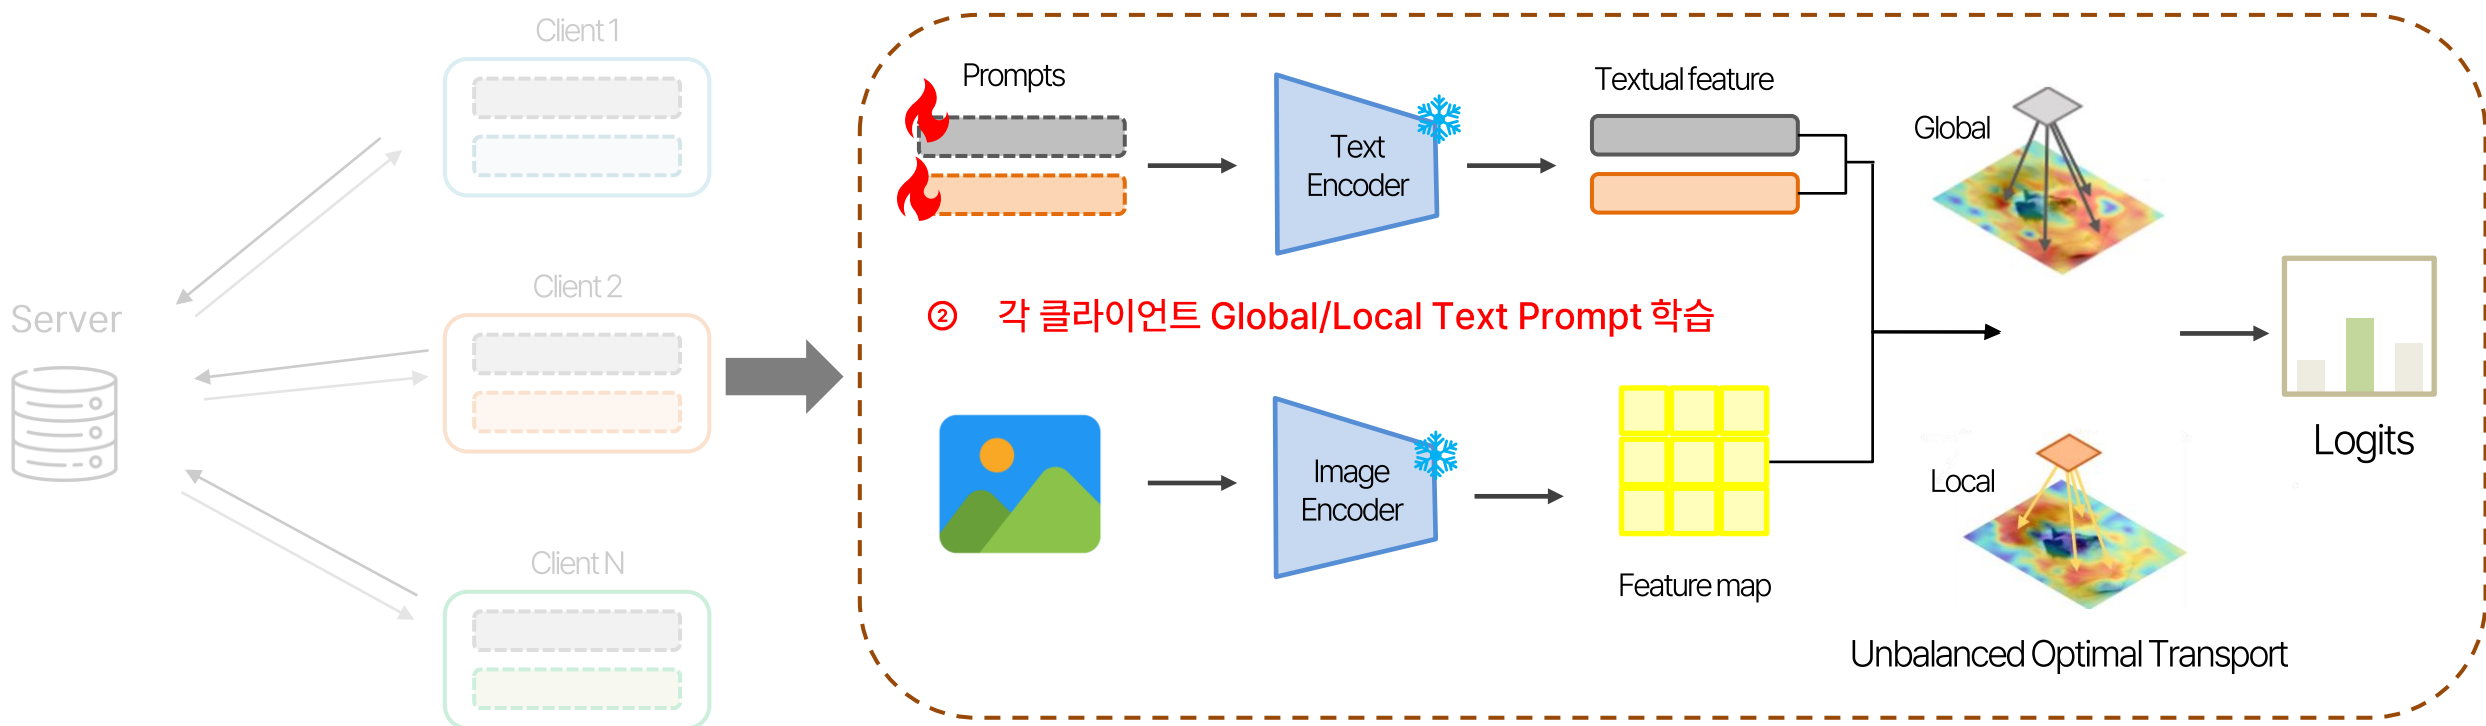 Client 1
Client 2
Client N
Server
Prompts
Text
Encoder
Textual feature
Global
② 각 클라이언트 Global/Local Text Prompt 학습
Image
Encoder
Feature map
Local
Unbalanced Optimal Transport
Logits